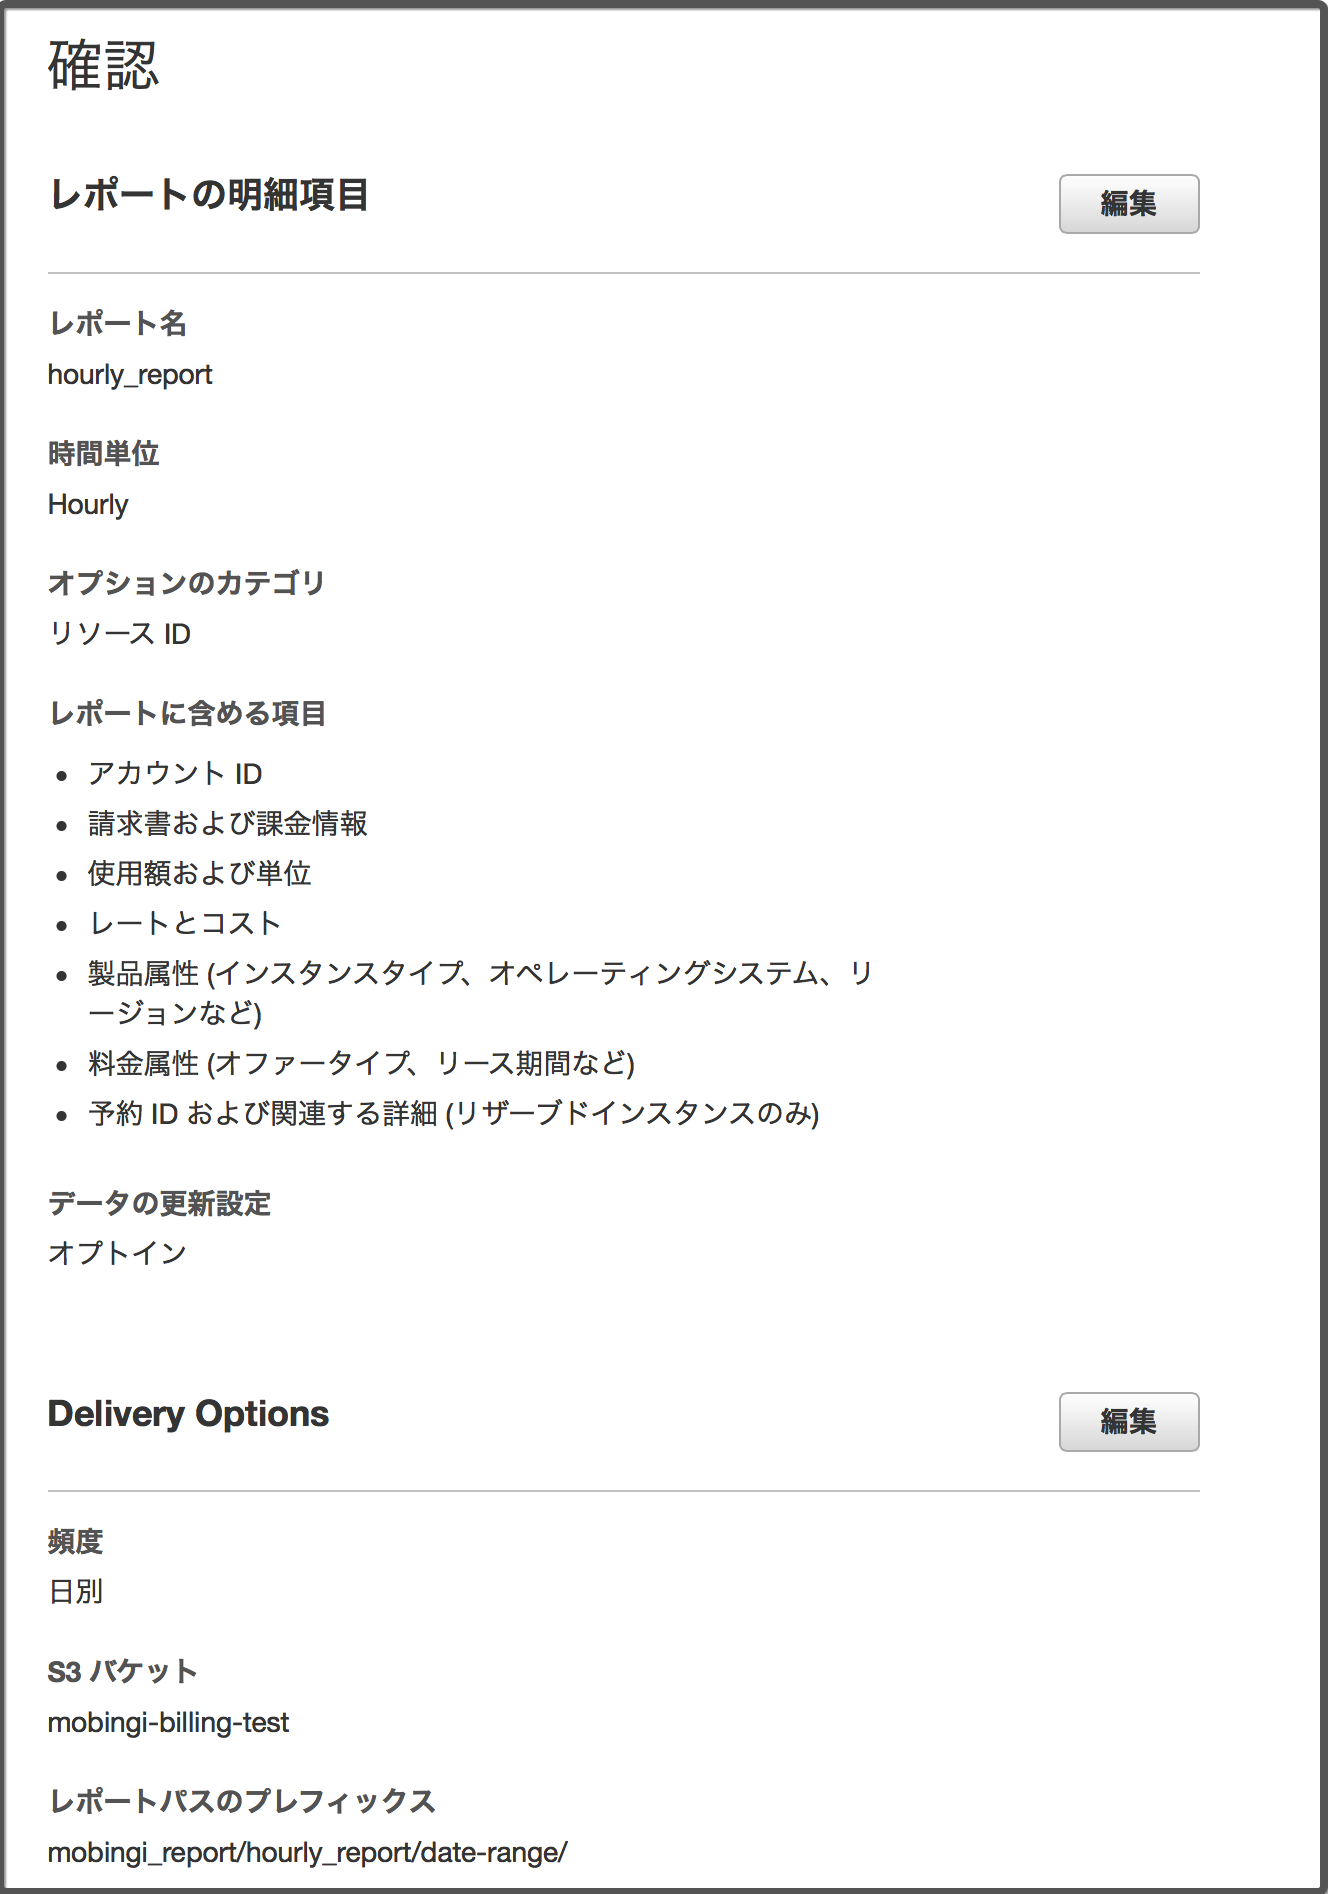 確認
レポートの明細項目
編集
レポート名
hourly_report
時間単位
Hourly
オプションのカテゴリ
リソース ID
レポートに含める項目
• アカウント ID
• 請求書および課金情報
• 使用額および単位
• レートとコスト
• 製品属性 (インスタンスタイプ、オペレーティングシステム、リ
ージョンなど)
• 料金属性 (オファータイプ、リース期間など)
• 予約 ID および関連する詳細 (リザーブドインスタンスのみ)
データの更新設定
オプトイン
Delivery Options
編集
頻度
日別
S3 バケット
mobingi-billing-test
レポートパスのプレフィックス
mobingi_report/hourly_report/date-range/